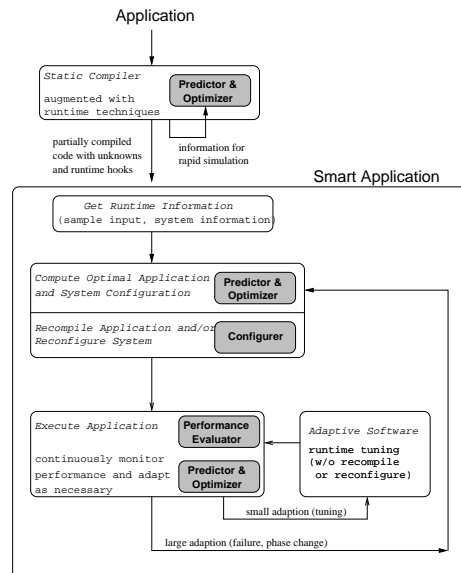 Application
Static Compiler
augmented with
runtime techniques
Predictor &
Optimizer
partially compiled
code with unknowns
and runtime hooks
information for
rapid simulation
Smart Application
Get Runtime Information
(sample input, system information)
Compute Optimal Application
and System Configuration
Predictor &
Optimizer
Recompile Application and/or
Reconfigure System
Configurer
Execute Application
continuously monitor
performance and adapt
as necessary
Performance
Evaluator
Predictor &
Optimizer
Adaptive Software
runtime tuning
(w/o recompile
or reconfigure)
small adaption (tuning)
large adaption (failure, phase change)